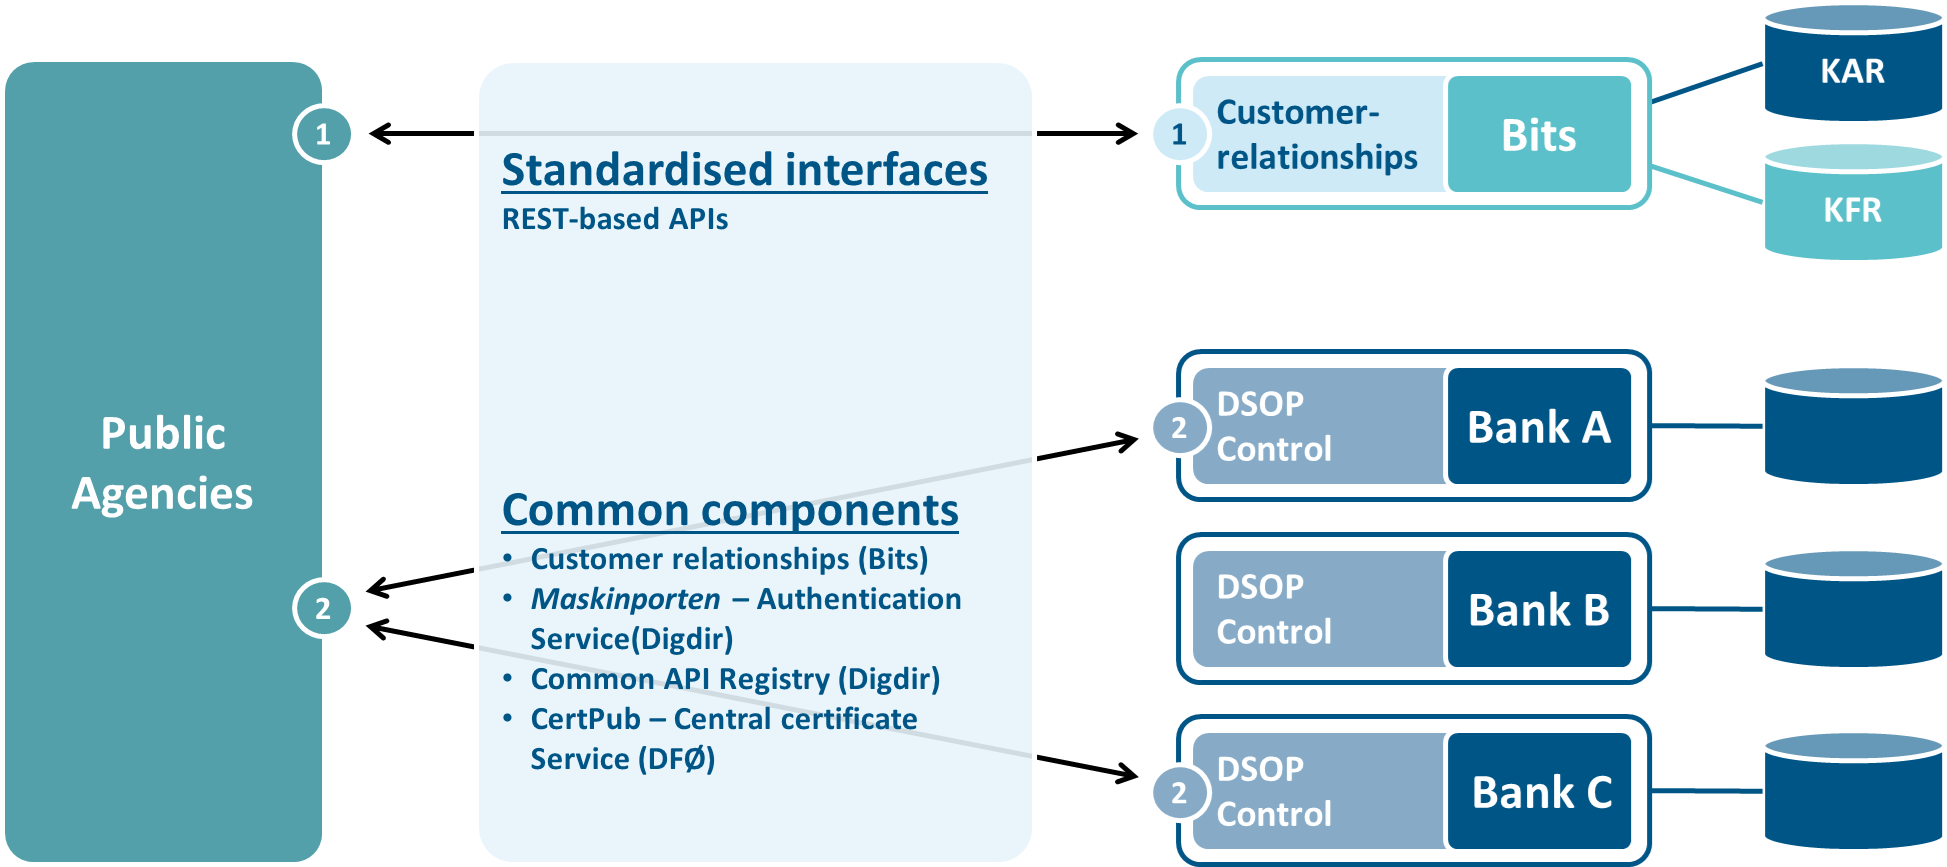 Public
Agencies
1
2
Standardised interfaces
REST-based APIs
Common components
• Customer relationships (Bits)
• Maskinporten – Authentication
Service(Digdir)
• Common API Registry (Digdir)
• CertPub – Central certificate
Service (DFØ)
1
Customer-
relationships
Bits
KAR
KFR
2
DSOP
Control
Bank A
DSOP
Control
Bank B
2
DSOP
Control
Bank C